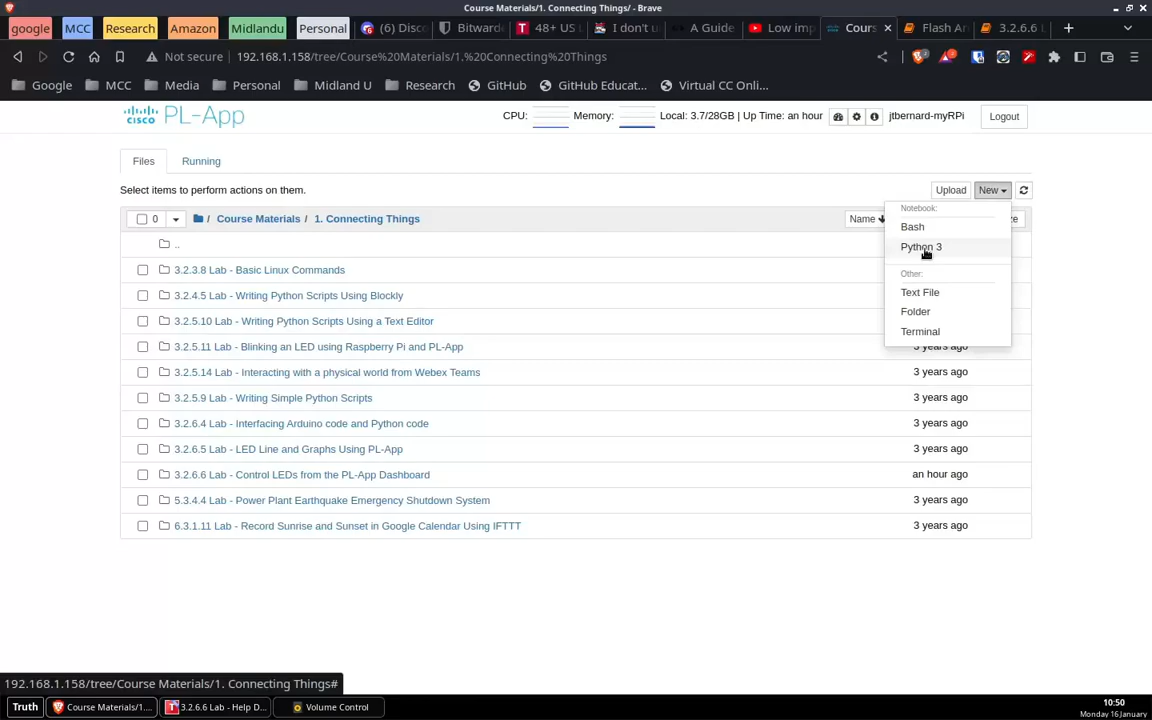 Course Materials/1. Connecting Things/ - Brave
google MCC Research Amazon Midlandu Personal (6) Disc Bitward 48+ US I don't u A Guide Low imp Cours Flash Ar 3.2.6.6 L
Not secure 192.168.1.158/tree/Course%20Materials/1.%20Connecting%20Things
Google MCC Media Personal Midland U Research GitHub GitHub Educat... Virtual CC Onli...
cisco PL-App CPU: Memory: Local: 3.7/28GB | Up Time: an hour jtbernard-myRPi Logout
Files Running
Select items to perform actions on them. Upload New
0 / Course Materials / 1. Connecting Things Name
Notebook:
Bash
Python 3
Other:
Text File
Folder
Terminal
..
3.2.3.8 Lab - Basic Linux Commands
3.2.4.5 Lab - Writing Python Scripts Using Blockly
3.2.5.10 Lab - Writing Python Scripts Using a Text Editor
3.2.5.11 Lab - Blinking an LED using Raspberry Pi and PL-App 3 years ago
3.2.5.14 Lab - Interacting with a physical world from Webex Teams 3 years ago
3.2.5.9 Lab - Writing Simple Python Scripts 3 years ago
3.2.6.4 Lab - Interfacing Arduino code and Python code 3 years ago
3.2.6.5 Lab - LED Line and Graphs Using PL-App 3 years ago
3.2.6.6 Lab - Control LEDs from the PL-App Dashboard an hour ago
5.3.4.4 Lab - Power Plant Earthquake Emergency Shutdown System 3 years ago
6.3.1.11 Lab - Record Sunrise and Sunset in Google Calendar Using IFTTT 3 years ago
192.168.1.158/tree/Course Materials/1. Connecting Things#
Truth Course Materials/1.... 3.2.6.6 Lab - Help D... Volume Control 10:50
Monday 16 January